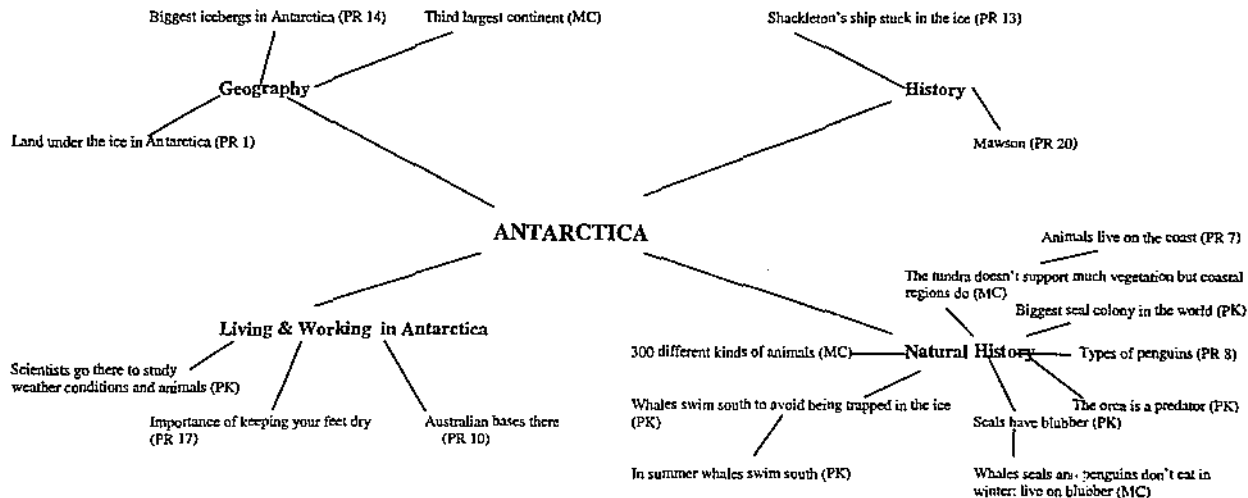 Biggest icebergs in Antarctica (PR 14)
Third largest continent (MC)
Shackleton's ship stuck in the ice (PR 13)
Geography
History
Land under the ice in Antarctica (PR 1)
Mawson (PR 20)
ANTARCTICA
Animals live on the coast (PR 7)
The tundra doesn't support much vegetation but coastal
regions do (MC)
Biggest seal colony in the world (PK)
Living & Working in Antarctica
300 different kinds of animals (MC)
Natural History
Types of penguins (PR 8)
Scientists go there to study
weather conditions and animals (PK)
Whales swim south to avoid being trapped in the ice
(PK)
The orca is a predator (PK)
Importance of keeping your feet dry
(PR 17)
Australian bases there
(PR 10)
Seals have blubber (PK)
In summer whales swim south (PK)
Whales seals and penguins don't eat in
winter: live on blubber (MC)